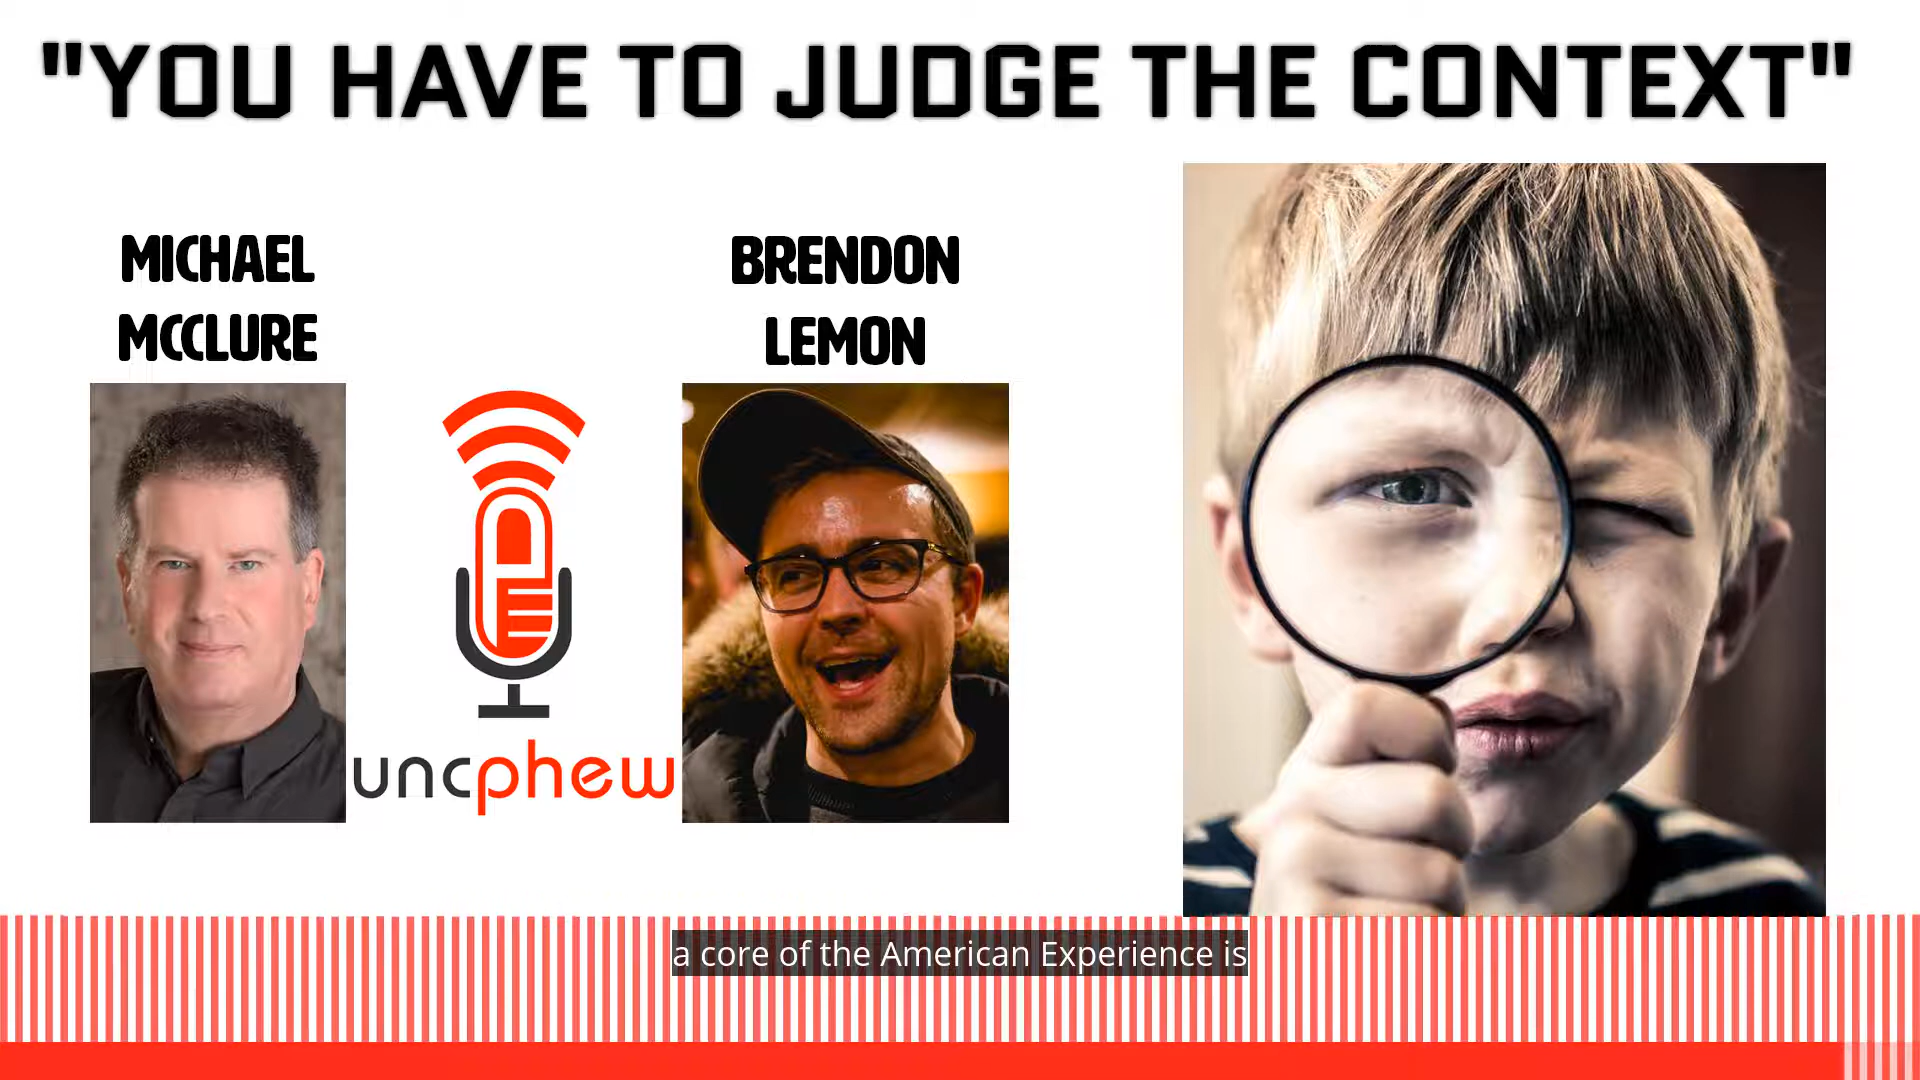 "YOU HAVE TO JUDGE THE CONTEXT"
MICHAEL
MCCLURE
BRENDON
LEMON
uncphew
a core of the American Experience is